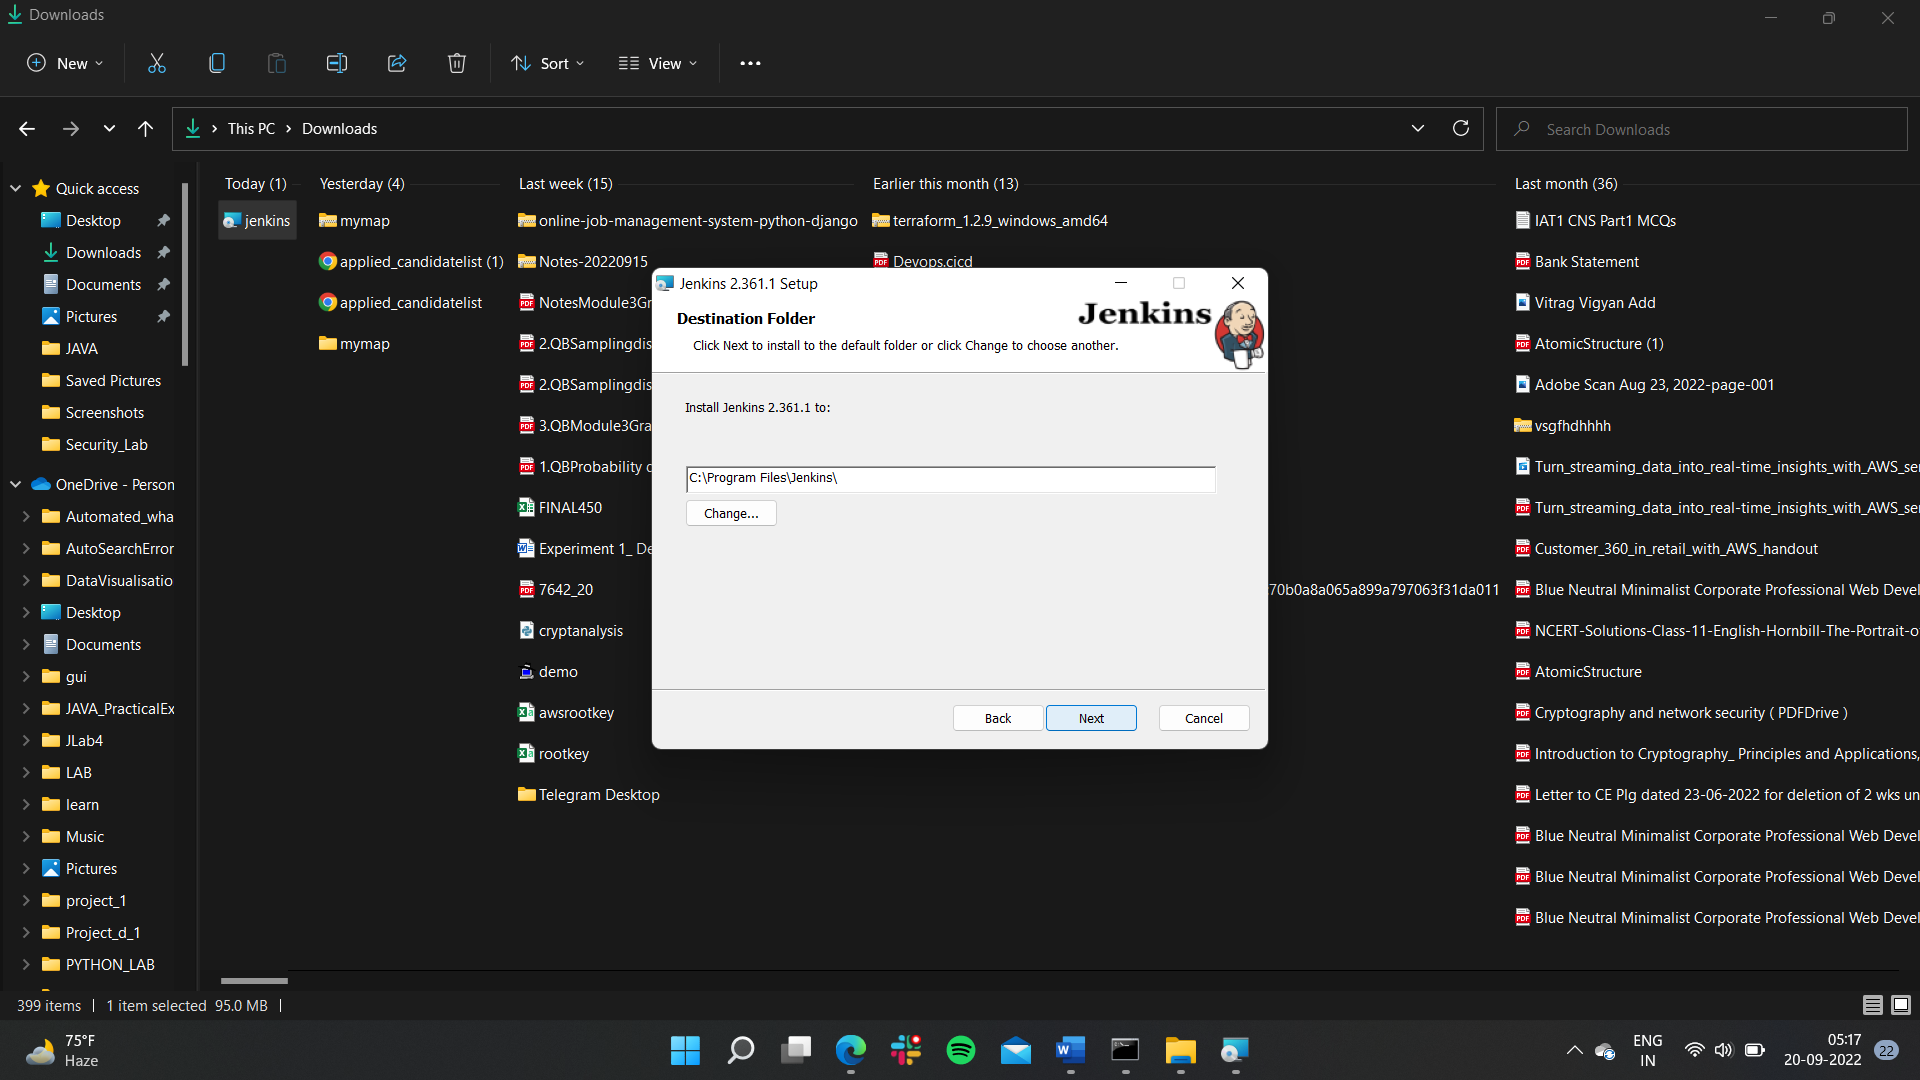 Downloads
New
Sort
View
This PC
Downloads
Search Downloads
Quick access
Desktop
Downloads
Documents
Pictures
JAVA
Saved Pictures
Screenshots
Security_Lab
OneDrive - Person
Automated_wha
AutoSearchError
DataVisualisatio
Desktop
Documents
gui
JAVA_PracticalEx
JLab4
LAB
learn
Music
Pictures
project_1
Project_d_1
PYTHON_LAB
Today (1)
jenkins
Yesterday (4)
mymap
applied_candidatelist (1)
applied_candidatelist
mymap
Last week (15)
online-job-management-system-python-django
Notes-20220915
NotesModule3Gr
2.QBSamplingdis
2.QBSamplingdis
3.QBModule3Gra
1.QBProbability
FINAL450
Experiment 1_ De
7642_20
cryptanalysis
demo
awsrootkey
rootkey
Telegram Desktop
Earlier this month (13)
terraform_1.2.9_windows_amd64
Devops.cicd
70b0a8a065a899a797063f31da011
Last month (36)
IAT1 CNS Part1 MCQs
Bank Statement
Vitrag Vigyan Add
AtomicStructure (1)
Adobe Scan Aug 23, 2022-page-001
vsgfhdhhhh
Turn_streaming_data_into_real-time_insights_with_AWS_se
Turn_streaming_data_into_real-time_insights_with_AWS_se
Customer_360_in_retail_with_AWS_handout
Blue Neutral Minimalist Corporate Professional Web Devel
NCERT-Solutions-Class-11-English-Hornbill-The-Portrait-o
AtomicStructure
Cryptography and network security ( PDFDrive )
Introduction to Cryptography_ Principles and Applications,
Letter to CE Plg dated 23-06-2022 for deletion of 2 wks un
Blue Neutral Minimalist Corporate Professional Web Devel
Blue Neutral Minimalist Corporate Professional Web Devel
Blue Neutral Minimalist Corporate Professional Web Devel
Jenkins 2.361.1 Setup
Destination Folder
Click Next to install to the default folder or click Change to choose another.
Jenkins
Install Jenkins 2.361.1 to:
C:\Program Files\Jenkins\
Change...
Back
Next
Cancel
399 items
1 item selected 95.0 MB
75°F
Haze
ENG
IN
05:17
20-09-2022
22